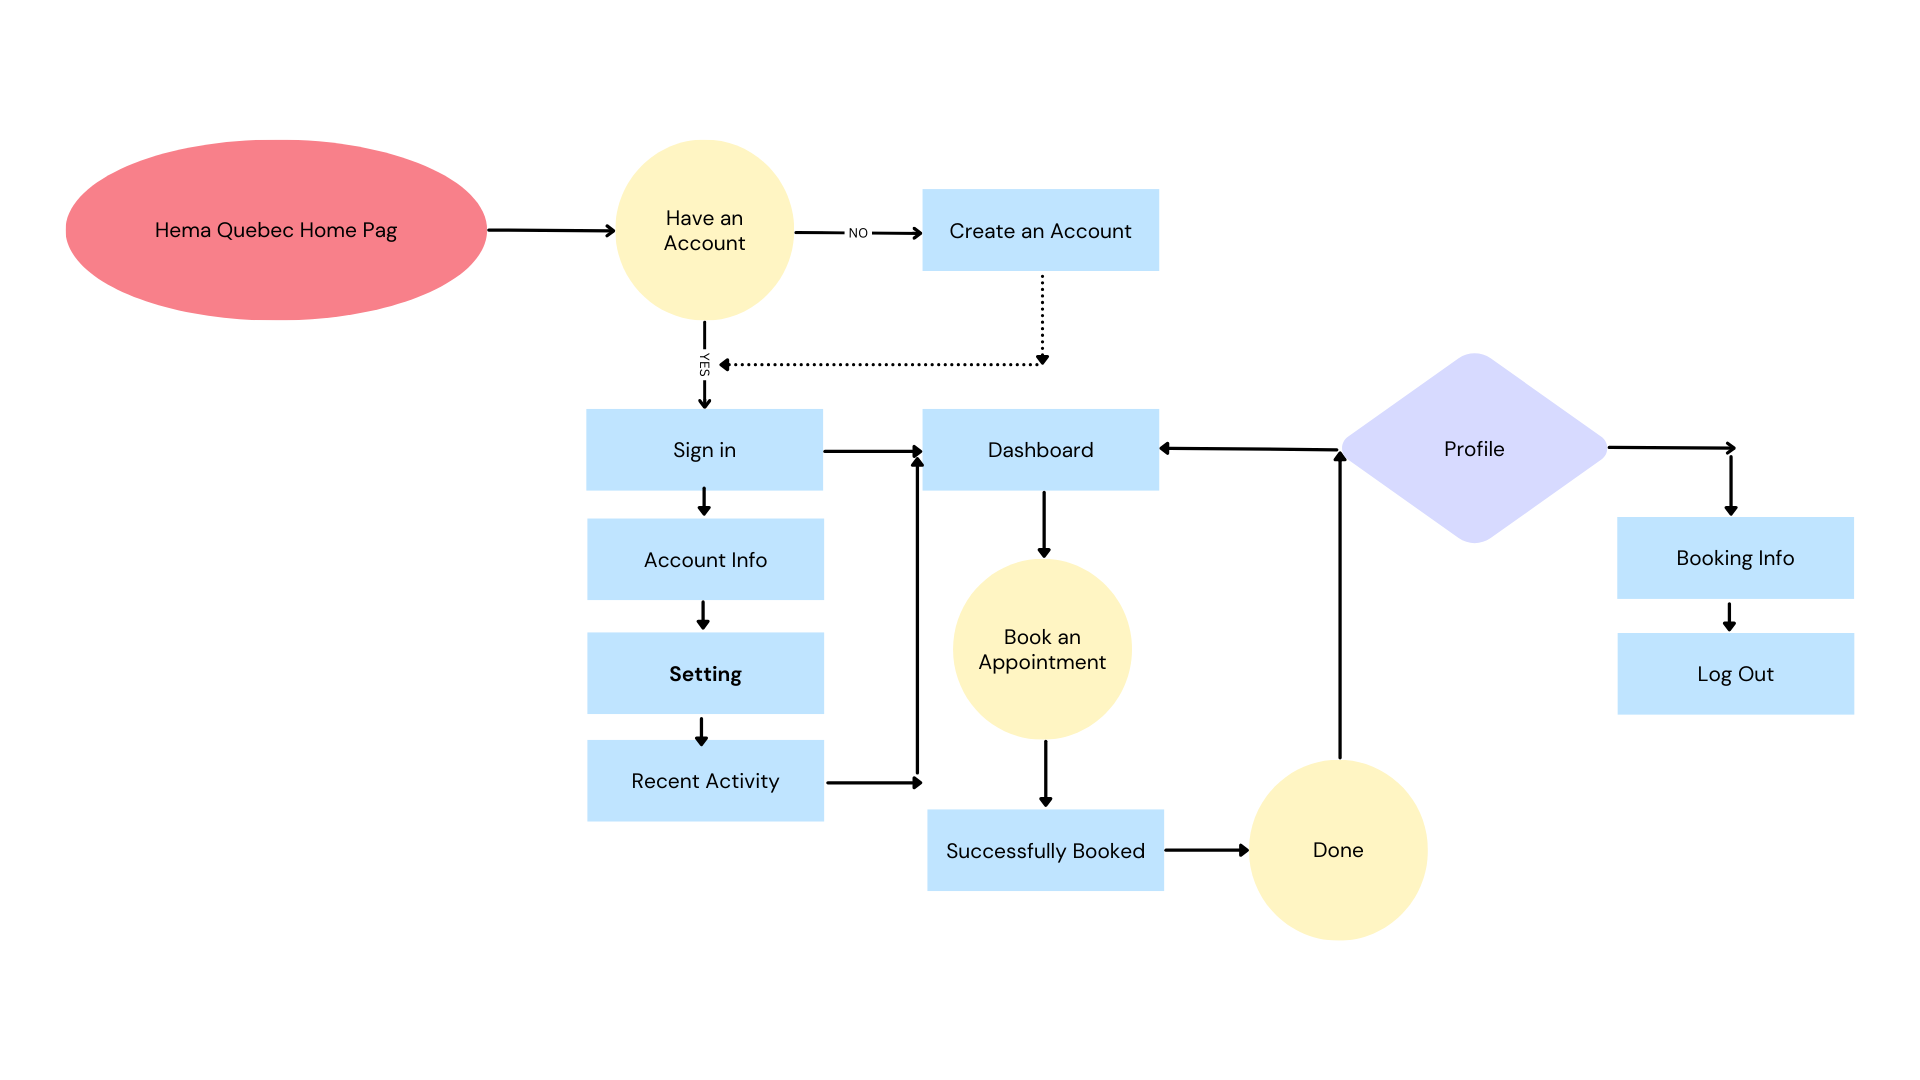 Hema Quebec Home Pag
Have an
Account
NO
Create an Account
YES
Sign in
Dashboard
Profile
Account Info
Booking Info
Setting
Book an
Appointment
Log Out
Recent Activity
Successfully Booked
Done